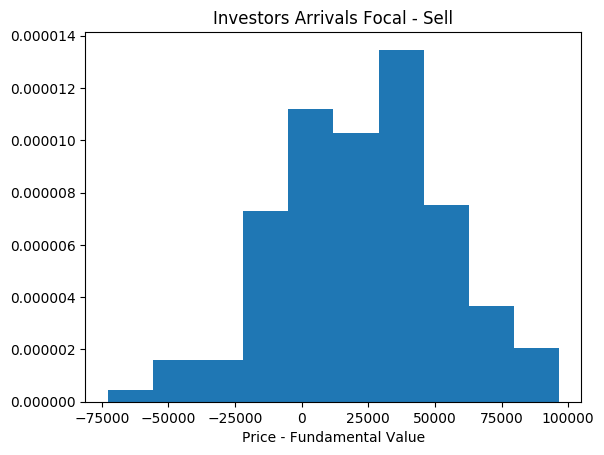 Investors Arrivals Focal - Sell
0.000014
0.000012
0.000010
0.000008
0.000006
0.000004
0.000002
0.000000
−75000 −50000 −25000 0 25000 50000 75000 100000
Price - Fundamental Value